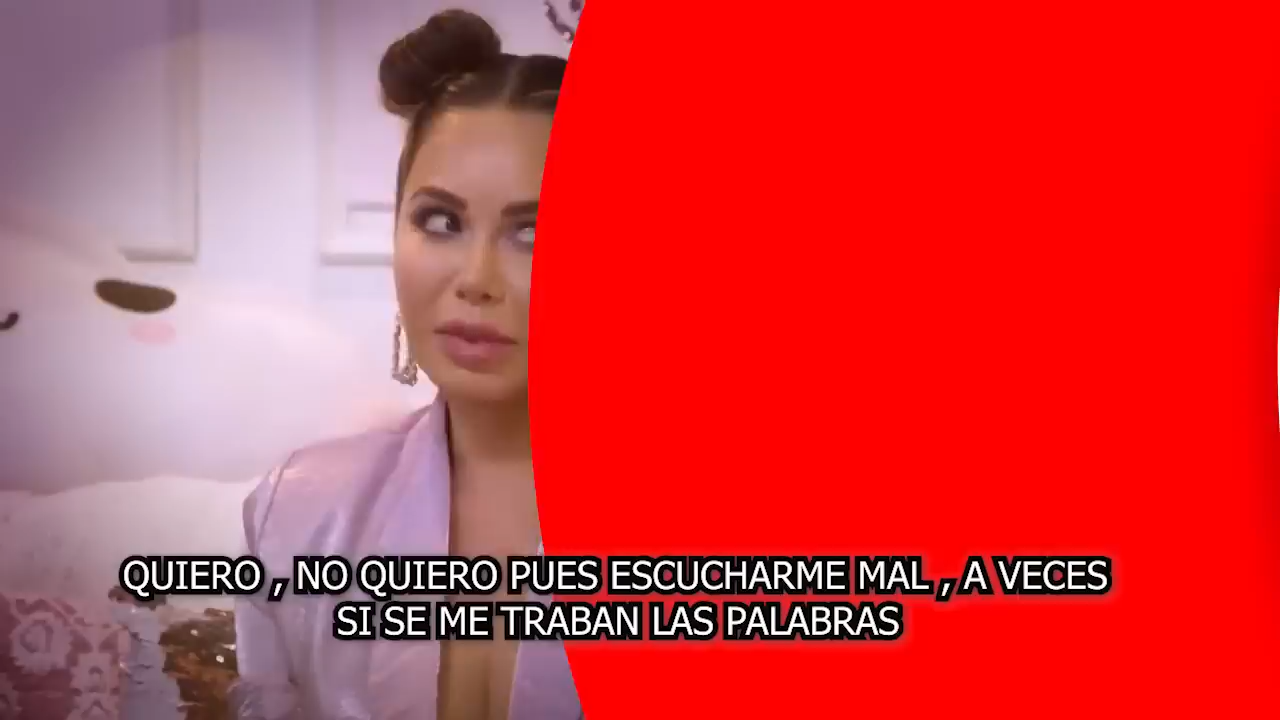 QUIERO , NO QUIERO PUES ESCUCHARME MAL , A VECES
SI SE ME TRABAN LAS PALABRAS